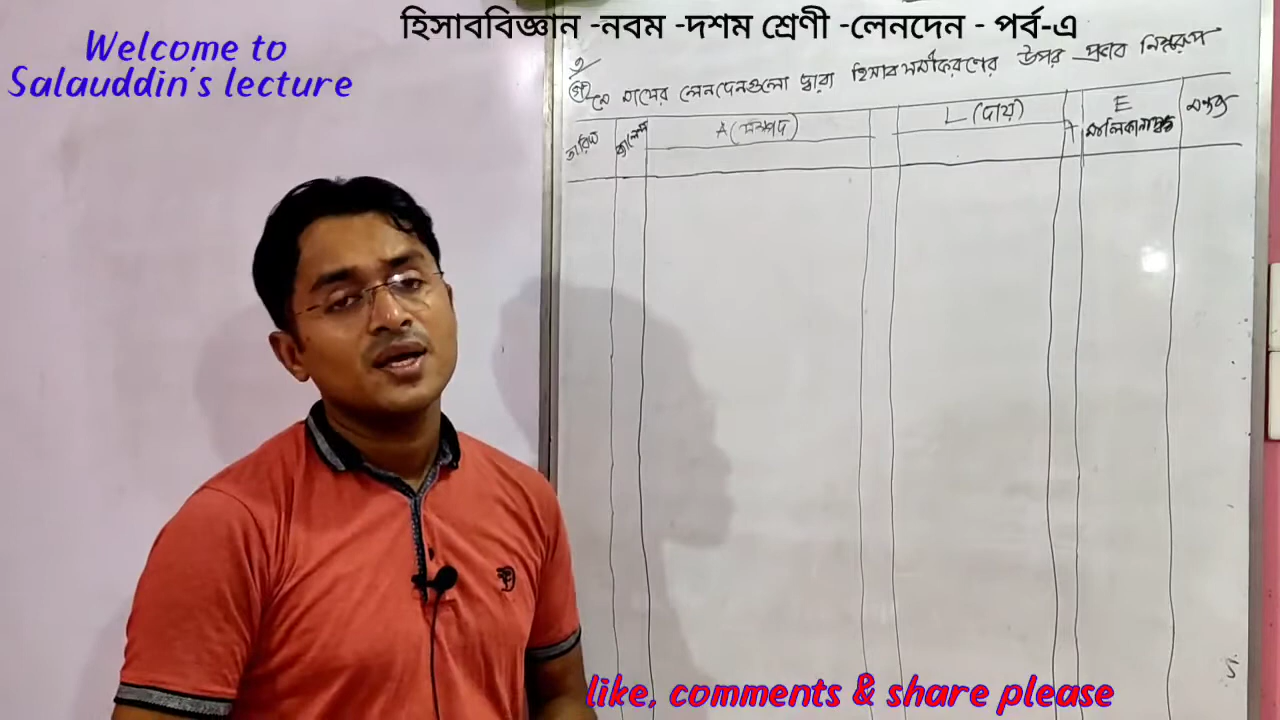 হিসাববিজ্ঞান -নবম -দশম শ্রেণী -লেনদেন - পর্ব-এ
Welcome to
Salauddin's lecture
২
মে মাসের লেনদেনগুলো দ্বারা হিসাব সমীকরণের উপর প্রভাব নিম্নরূপ
তারিখ
A (সম্পদ)
L (দায়)
+
E
মালিকানাস্বত্ব
মন্তব্য
like, comments & share please